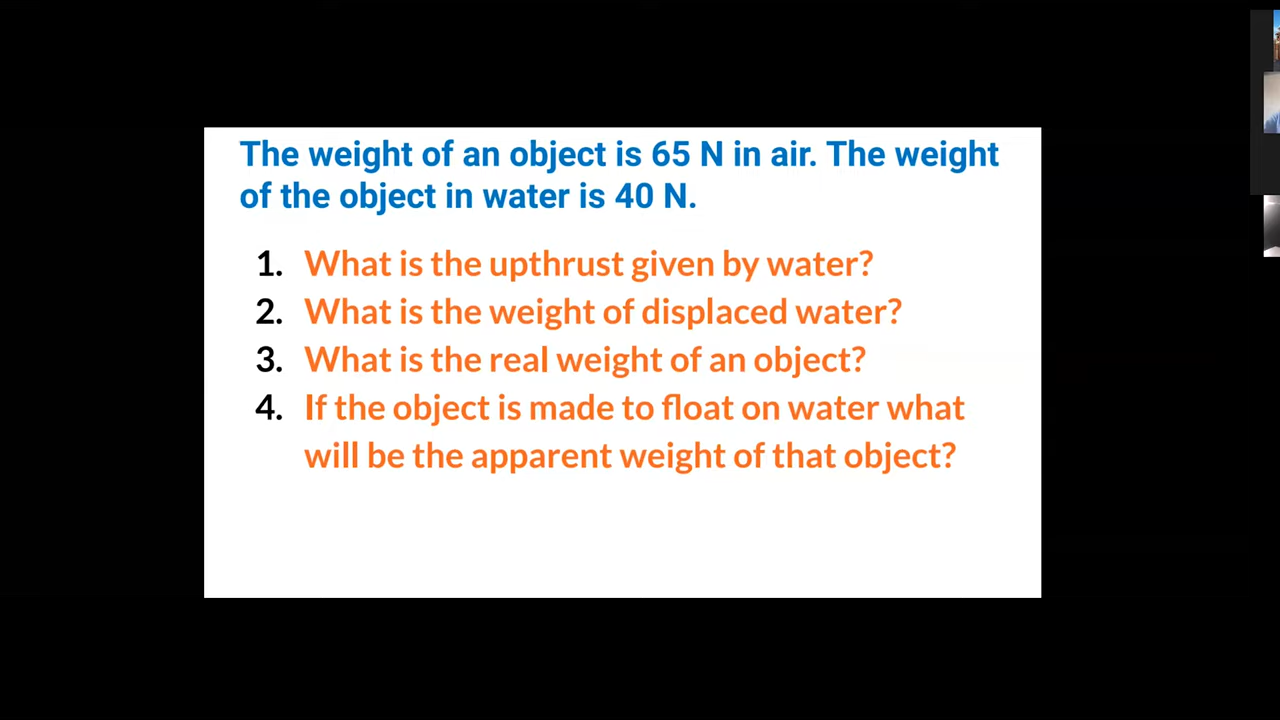 The weight of an object is 65 N in air. The weight
of the object in water is 40 N.
1. What is the upthrust given by water?
2. What is the weight of displaced water?
3. What is the real weight of an object?
4. If the object is made to float on water what
will be the apparent weight of that object?